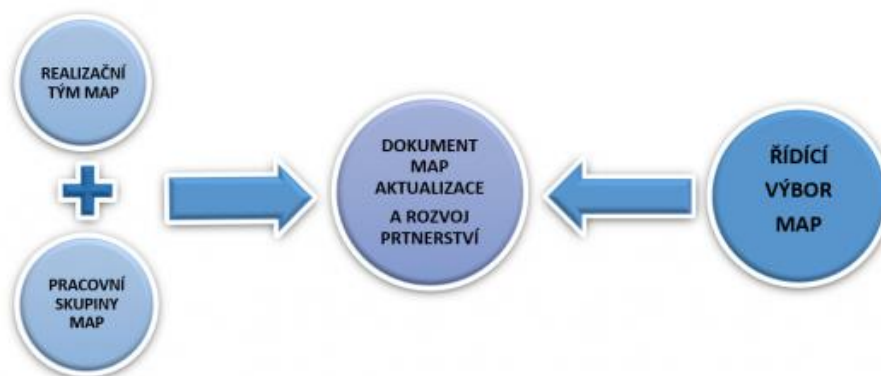 REALIZAČNÍ
TÝM MAP
PRACOVNÍ
SKUPINY
MAP
DOKUMENT
MAP
AKTUALIZACE
A ROZVOJ
PRTNERSTVÍ
ŘÍDÍCÍ
VÝBOR
MAP